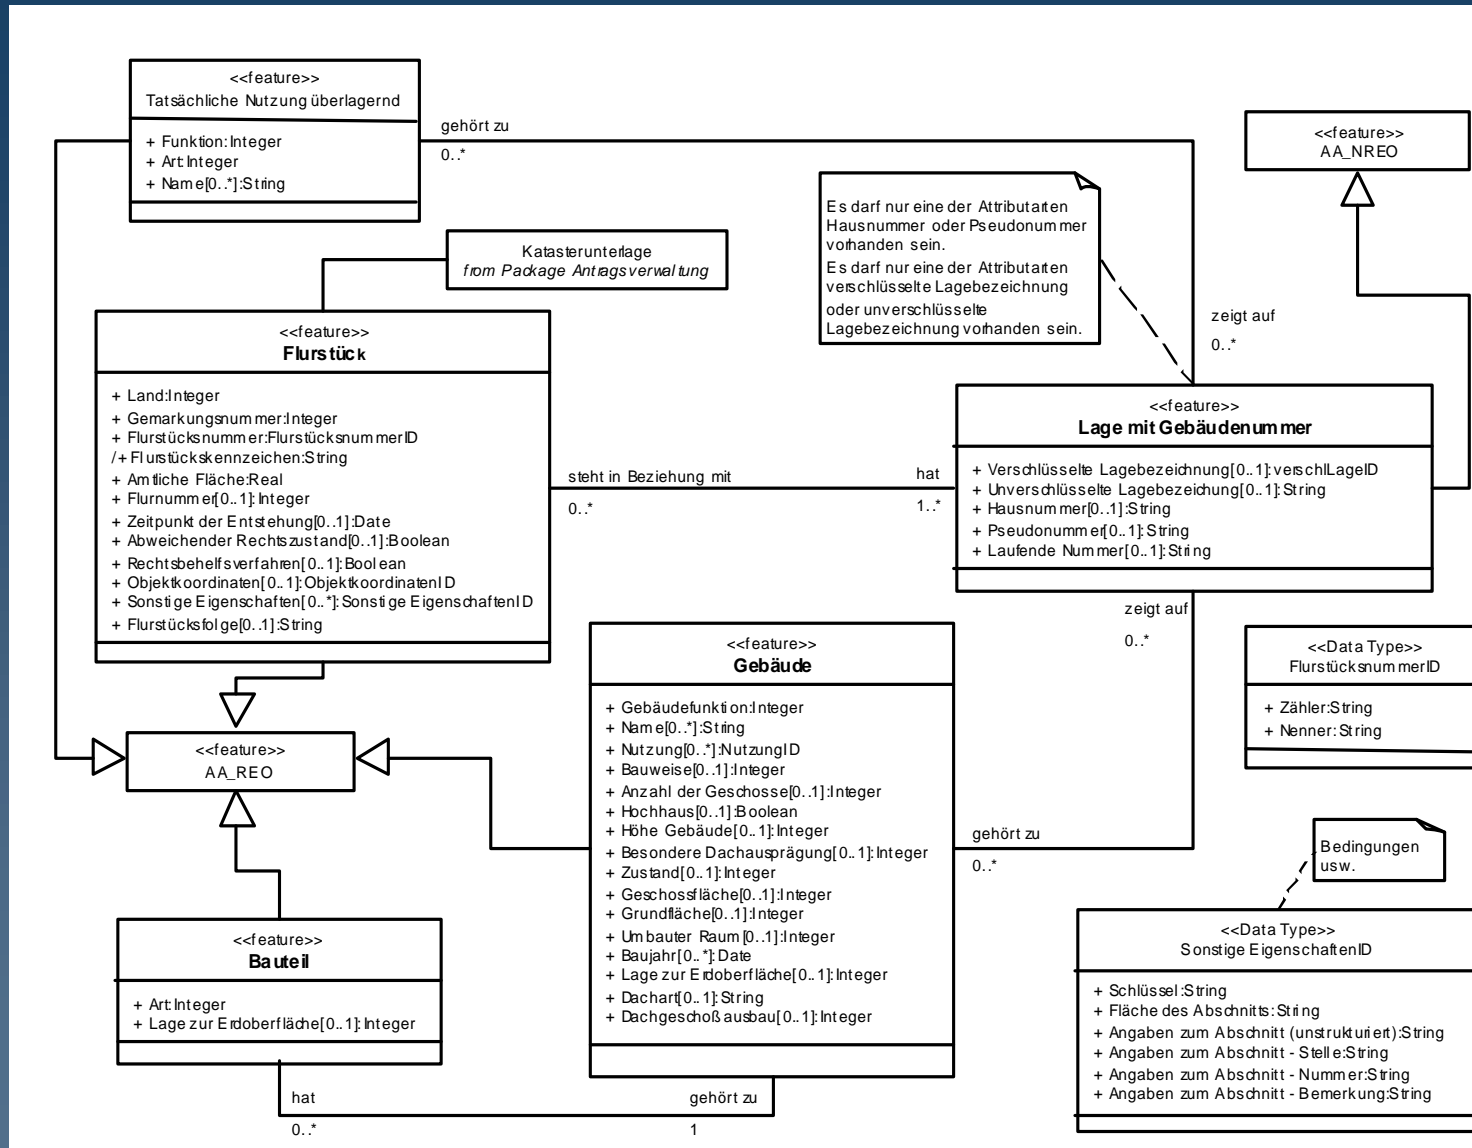 <<feature>>
Tatsächliche Nutzung überlagernd
+ Funktion:Integer
+ Art:Integer
+ Name[0..*]:String
gehört zu
0..*
<<feature>>
AA_NREO
Es darf nur eine der Attributarten
Hausnummer oder Pseudonummer
vorhanden sein.
Es darf nur eine der Attributarten
verschlüsselte Lagebezeichnung
oder unverschlüsselte
Lagebezeichnung vorhanden sein.
Katasterunterlage
from Package Antragsverwaltung
zeigt auf
0..*
<<feature>>
Flurstück
+ Land:Integer
+ Gemarkungsnummer:Integer
+ Flurstücksnummer:FlurstücksnummerID
/+ Flurstückskennzeichen:String
+ Amtliche Fläche:Real
+ Flurnummer[0..1]:Integer
+ Zeitpunkt der Entstehung[0..1]:Date
+ Abweichender Rechtszustand[0..1]:Boolean
+ Rechtsbehelfsverfahren[0..1]:Boolean
+ Objektkoordinaten[0..1]:ObjektkoordinatenID
+ Sonstige Eigenschaften[0..*]:Sonstige EigenschaftenID
+ Flurstücksfolge[0..1]:String
steht in Beziehung mit
0..*
hat
1..*
<<feature>>
Lage mit Gebäudenummer
+ Verschlüsselte Lagebezeichnung[0..1]:verschlLageID
+ Unverschlüsselte Lagebezeichung[0..1]:String
+ Hausnummer[0..1]:String
+ Pseudonummer[0..1]:String
+ Laufende Nummer[0..1]:String
zeigt auf
0..*
<<Data Type>>
FlurstücksnummerID
+ Zähler:String
+ Nenner:String
<<feature>>
Gebäude
+ Gebäudefunktion:Integer
+ Name[0..*]:String
+ Nutzung[0..*]:NutzungID
+ Bauweise[0..1]:Integer
+ Anzahl der Geschosse[0..1]:Integer
+ Hochhaus[0..1]:Boolean
+ Höhe Gebäude[0..1]:Integer
+ Besondere Dachausprägung[0..1]:Integer
+ Zustand[0..1]:Integer
+ Geschossfläche[0..1]:Integer
+ Grundfläche[0..1]:Integer
+ Umbauter Raum[0..1]:Integer
+ Baujahr[0..*]:Date
+ Lage zur Erdoberfläche[0..1]:Integer
+ Dachart[0..1]:String
+ Dachgeschoßausbau[0..1]:Integer
<<feature>>
AA_REO
gehört zu
0..*
Bedingungen
usw.
<<feature>>
Bauteil
+ Art:Integer
+ Lage zur Erdoberfläche[0..1]:Integer
<<Data Type>>
Sonstige EigenschaftenID
+ Schlüssel:String
+ Fläche des Abschnitts:String
+ Angaben zum Abschnitt (unstrukturiert):String
+ Angaben zum Abschnitt - Stelle:String
+ Angaben zum Abschnitt - Nummer:String
+ Angaben zum Abschnitt - Bemerkung:String
hat
0..*
gehört zu
1